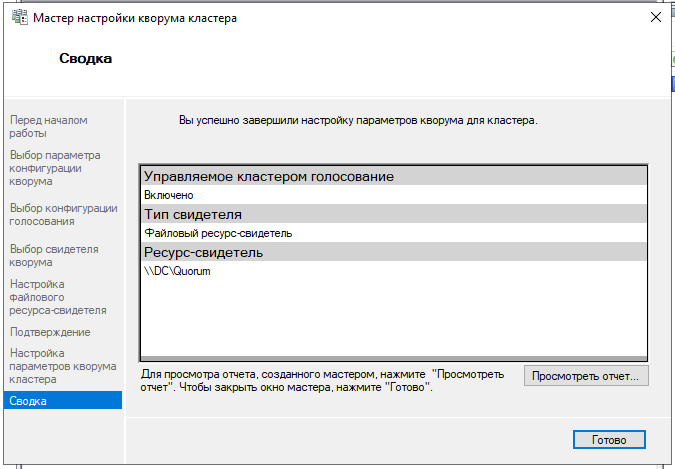 Мастер настройки кворума кластера
Сводка
Перед началом
работы
Выбор параметра
конфигурации
кворума
Выбор конфигурации
голосования
Выбор свидетеля
кворума
Настройка
Файлового
ресурса-свидетеля
Подтверждение
Настройка
параметров кворума
кластера
Сводка
Вы успешно завершили настройку параметров кворума для кластера.
Управляемое кластером голосование
Включено
Тип свидетеля
Файловый ресурс-свидетель
Ресурс-свидетель
\\DC\Quorum
Для просмотра отчета, созданного мастером, нажмите "Просмотреть
отчет". Чтобы закрыть окно мастера, нажмите "Готово".
Просмотреть отчет...
Готово